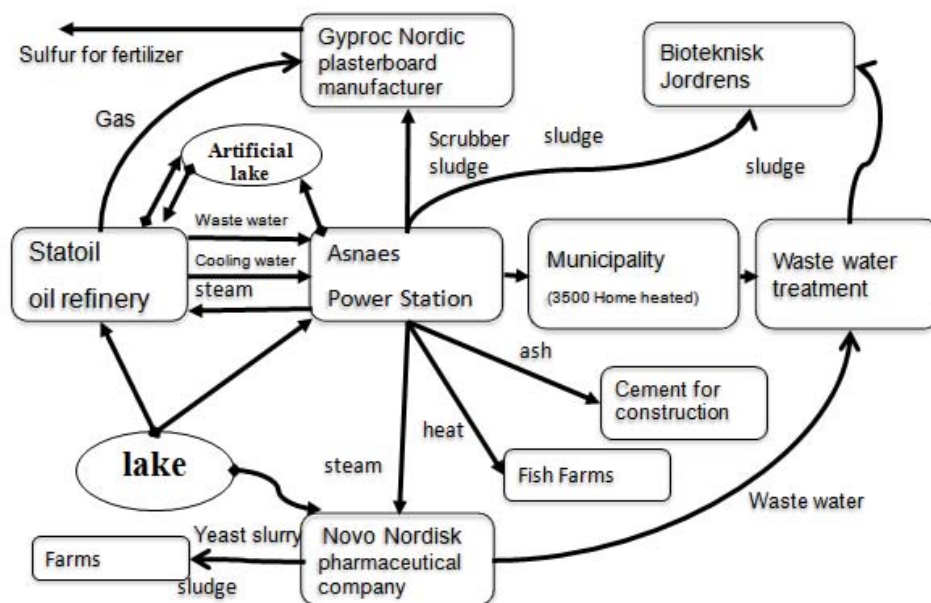 Sulfur for fertilizer
Gyproc Nordic
plasterboard
manufacturer
Bioteknisk
Jordrens
Gas
Artificial
lake
Scrubber
sludge
sludge
sludge
Statoil
oil refinery
Waste water
Cooling water
steam
Asnaes
Power Station
Municipality
(3500 Home heated)
Waste water
treatment
ash
Cement for
construction
lake
heat
steam
Fish Farms
Waste water
Yeast slurry
Farms
sludge
Novo Nordisk
pharmaceutical
company